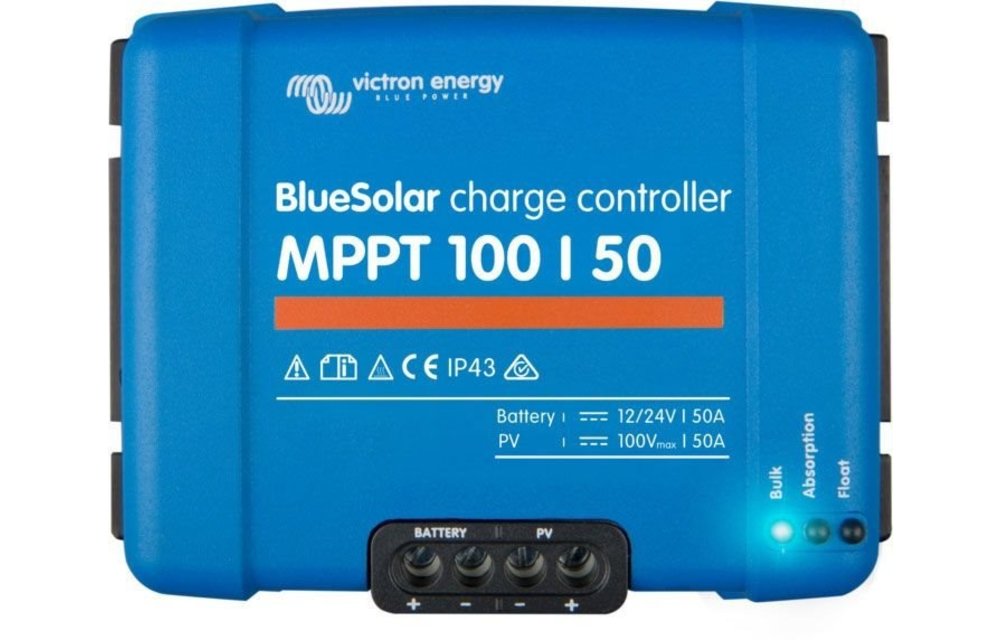 victron energy
BLUE POWER
BlueSolar charge controller
MPPT 100 | 50
CE IP43
Battery 12/24V | 50A
PV 100Vmax | 50A
Bulk
Absorption
Float
BATTERY PV
+ - - +